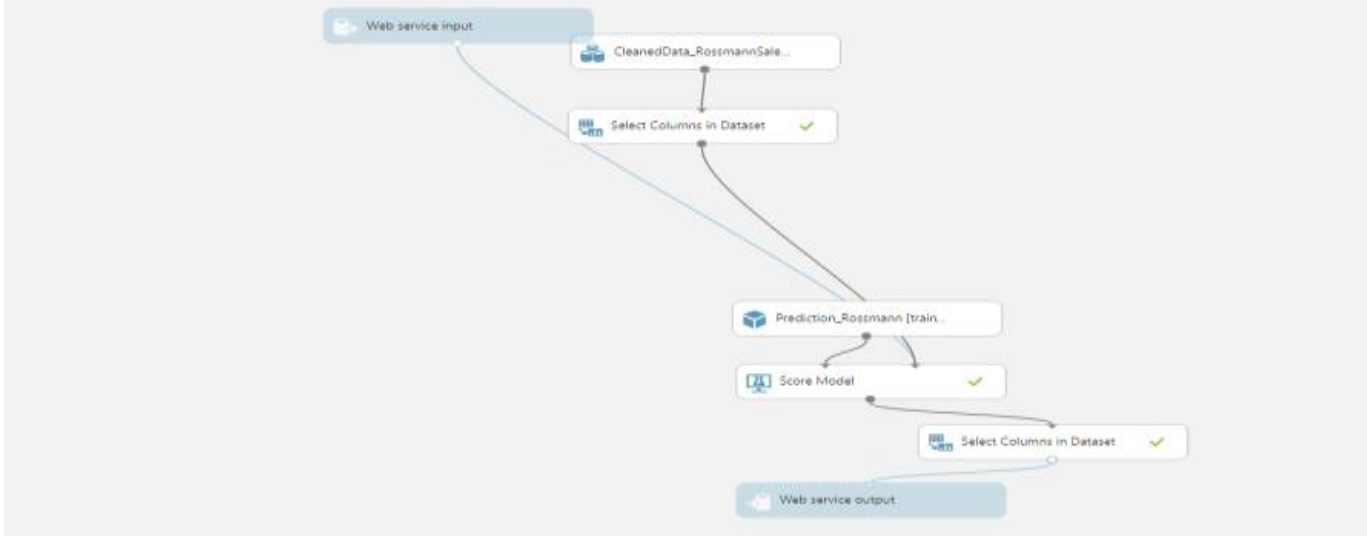 Web service input
CleanedData_RossmannSale...
Select Columns in Dataset
Prediction_Rossmann [train...
Score Model
Select Columns in Dataset
Web service output